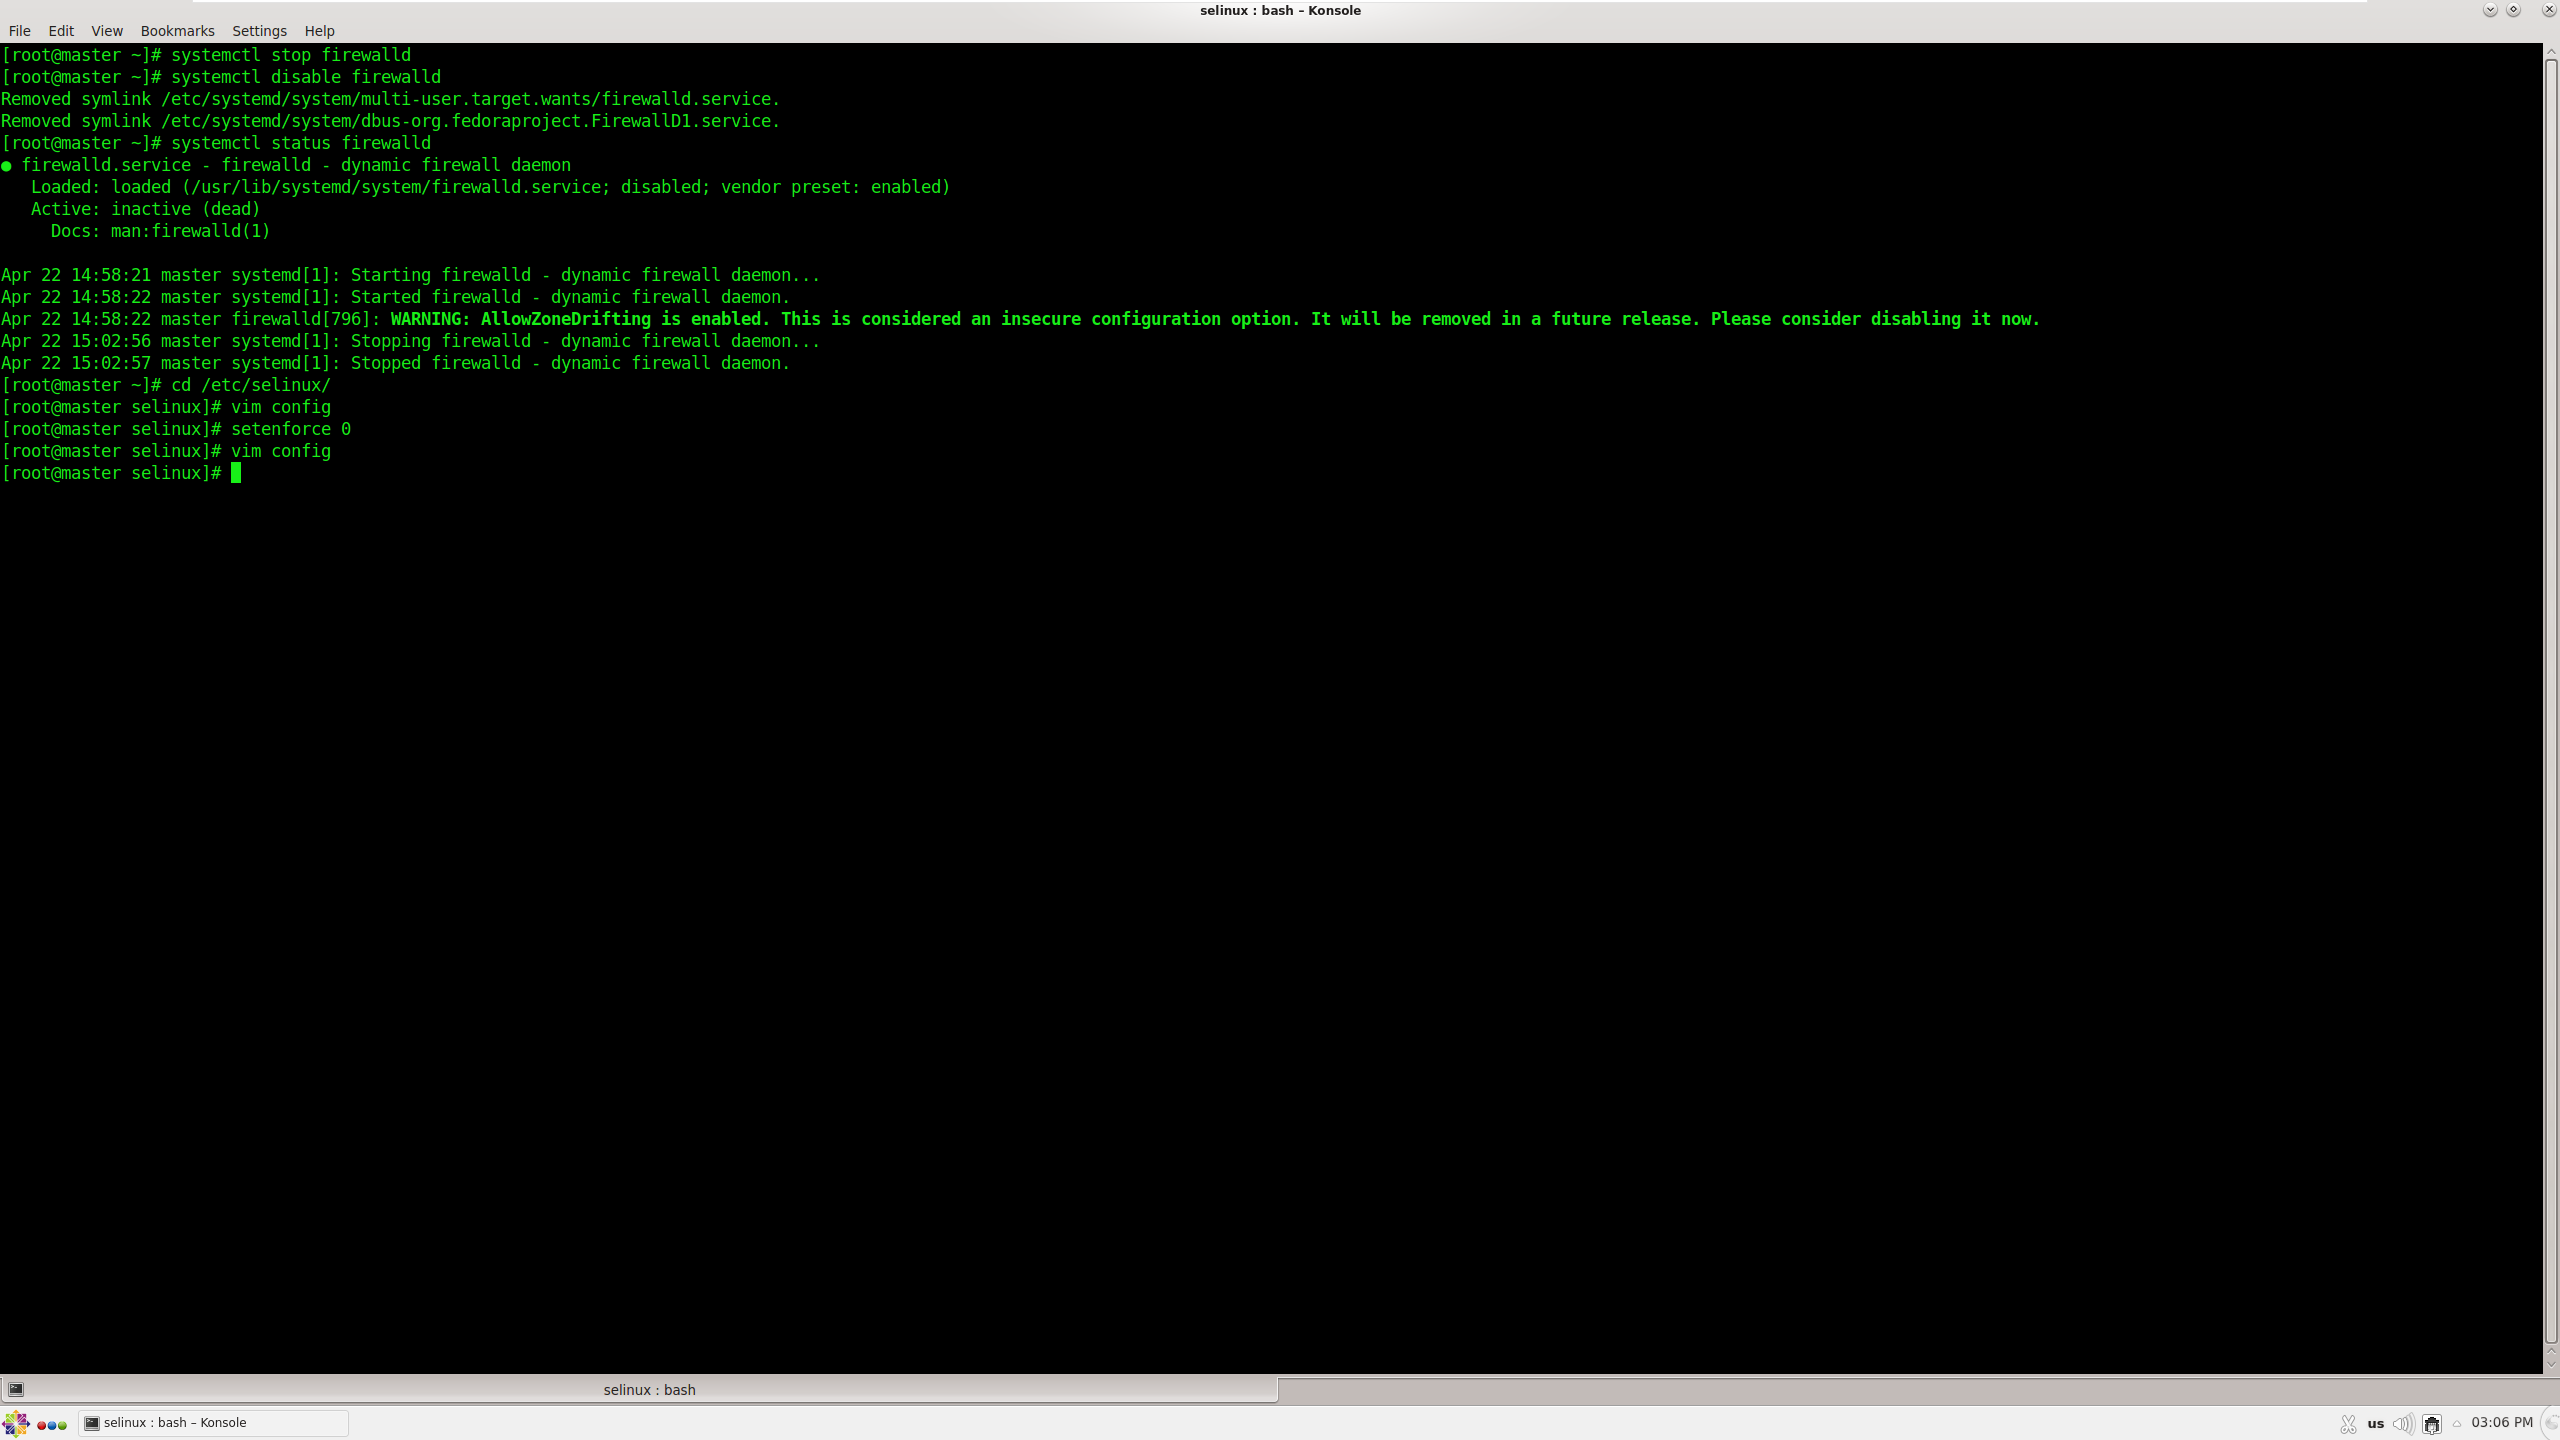 selinux : bash – Konsole
File Edit View Bookmarks Settings Help
[root@master ~]# systemctl stop firewalld
[root@master ~]# systemctl disable firewalld
Removed symlink /etc/systemd/system/multi-user.target.wants/firewalld.service.
Removed symlink /etc/systemd/system/dbus-org.fedoraproject.FirewallD1.service.
[root@master ~]# systemctl status firewalld
● firewalld.service - firewalld - dynamic firewall daemon
   Loaded: loaded (/usr/lib/systemd/system/firewalld.service; disabled; vendor preset: enabled)
   Active: inactive (dead)
     Docs: man:firewalld(1)

Apr 22 14:58:21 master systemd[1]: Starting firewalld - dynamic firewall daemon...
Apr 22 14:58:22 master systemd[1]: Started firewalld - dynamic firewall daemon.
Apr 22 14:58:22 master firewalld[796]: WARNING: AllowZoneDrifting is enabled. This is considered an insecure configuration option. It will be removed in a future release. Please consider disabling it now.
Apr 22 15:02:56 master systemd[1]: Stopping firewalld - dynamic firewall daemon...
Apr 22 15:02:57 master systemd[1]: Stopped firewalld - dynamic firewall daemon.
[root@master ~]# cd /etc/selinux/
[root@master selinux]# vim config
[root@master selinux]# setenforce 0
[root@master selinux]# vim config
[root@master selinux]#
selinux : bash
selinux : bash – Konsole
us
03:06 PM